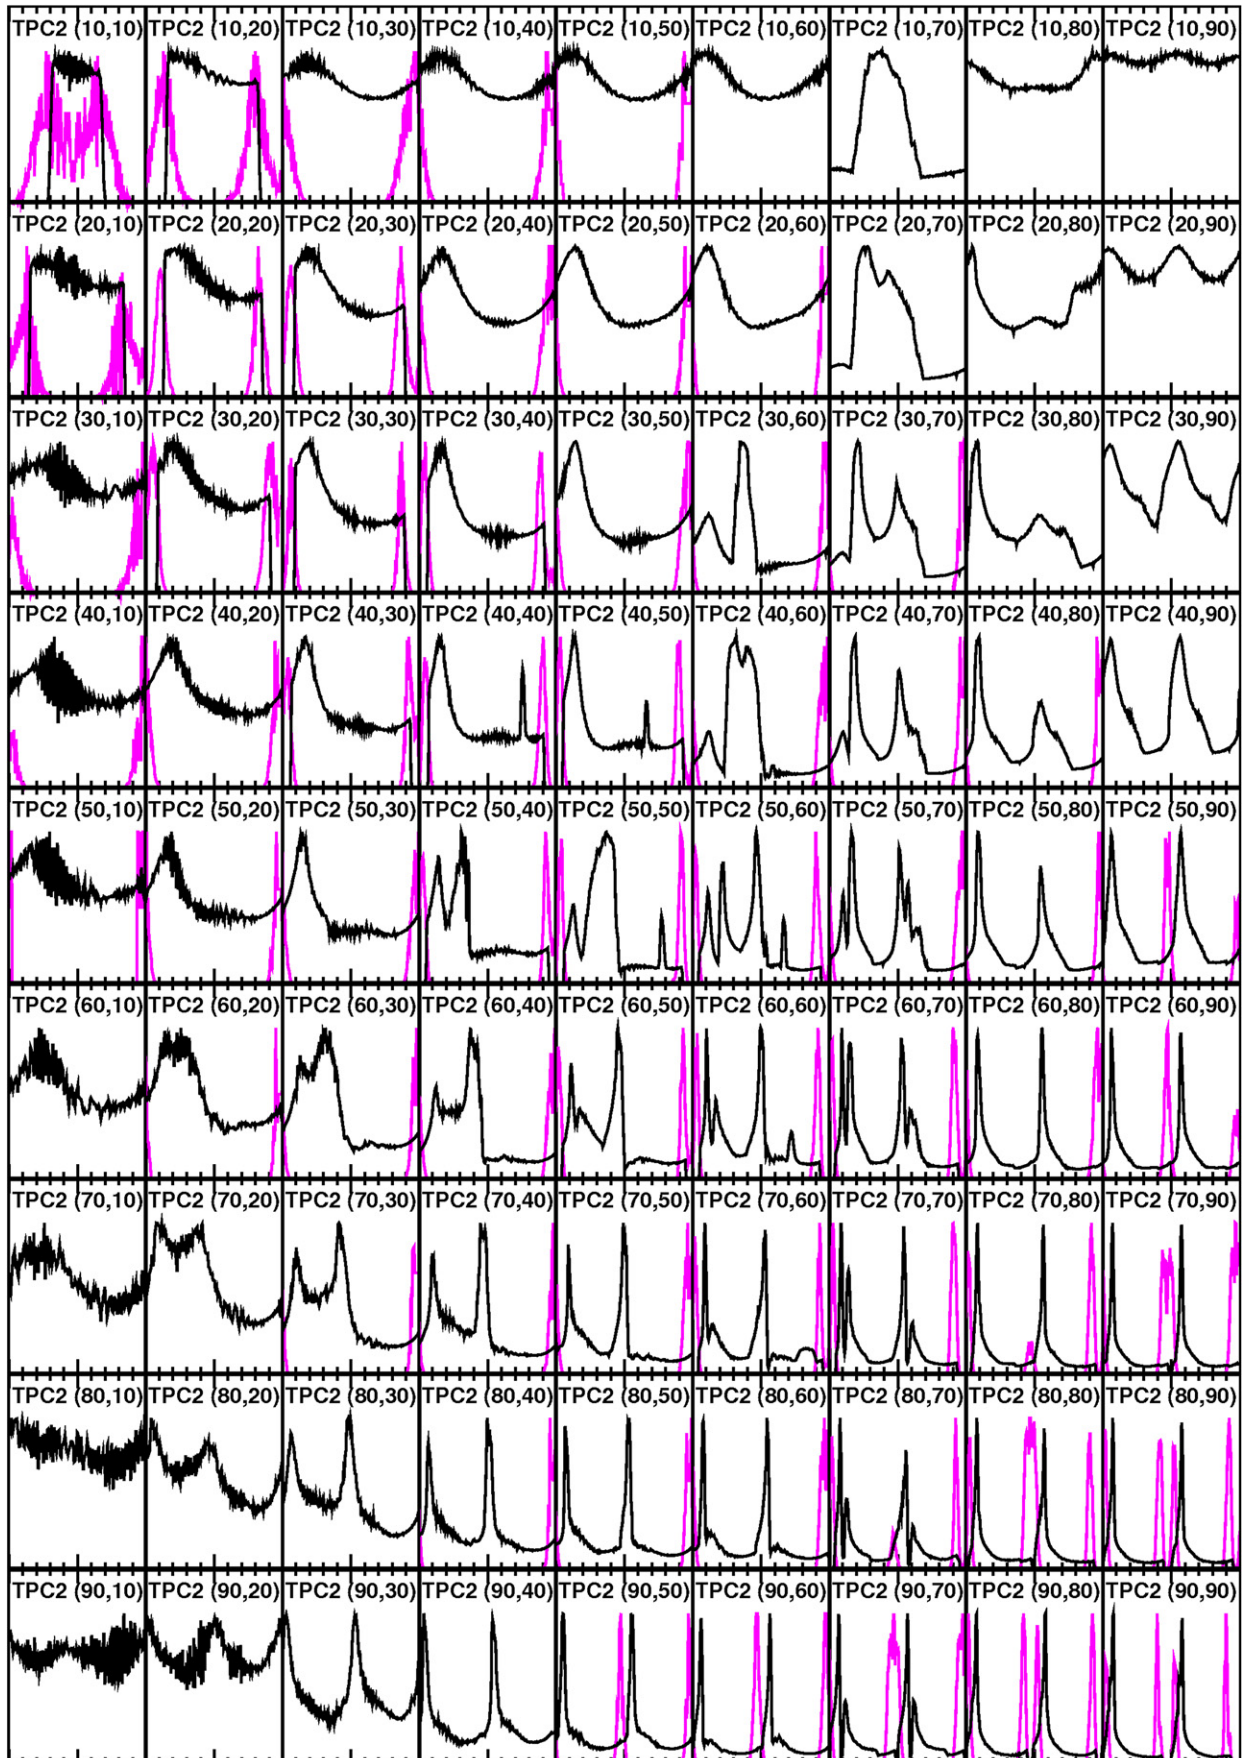 TPC2 (10,10) TPC2 (10,20) TPC2 (10,30) TPC2 (10,40) TPC2 (10,50) TPC2 (10,60) TPC2 (10,70) TPC2 (10,80) TPC2 (10,90)
TPC2 (20,10) TPC2 (20,20) TPC2 (20,30) TPC2 (20,40) TPC2 (20,50) TPC2 (20,60) TPC2 (20,70) TPC2 (20,80) TPC2 (20,90)
TPC2 (30,10) TPC2 (30,20) TPC2 (30,30) TPC2 (30,40) TPC2 (30,50) TPC2 (30,60) TPC2 (30,70) TPC2 (30,80) TPC2 (30,90)
TPC2 (40,10) TPC2 (40,20) TPC2 (40,30) TPC2 (40,40) TPC2 (40,50) TPC2 (40,60) TPC2 (40,70) TPC2 (40,80) TPC2 (40,90)
TPC2 (50,10) TPC2 (50,20) TPC2 (50,30) TPC2 (50,40) TPC2 (50,50) TPC2 (50,60) TPC2 (50,70) TPC2 (50,80) TPC2 (50,90)
TPC2 (60,10) TPC2 (60,20) TPC2 (60,30) TPC2 (60,40) TPC2 (60,50) TPC2 (60,60) TPC2 (60,70) TPC2 (60,80) TPC2 (60,90)
TPC2 (70,10) TPC2 (70,20) TPC2 (70,30) TPC2 (70,40) TPC2 (70,50) TPC2 (70,60) TPC2 (70,70) TPC2 (70,80) TPC2 (70,90)
TPC2 (80,10) TPC2 (80,20) TPC2 (80,30) TPC2 (80,40) TPC2 (80,50) TPC2 (80,60) TPC2 (80,70) TPC2 (80,80) TPC2 (80,90)
TPC2 (90,10) TPC2 (90,20) TPC2 (90,30) TPC2 (90,40) TPC2 (90,50) TPC2 (90,60) TPC2 (90,70) TPC2 (90,80) TPC2 (90,90)